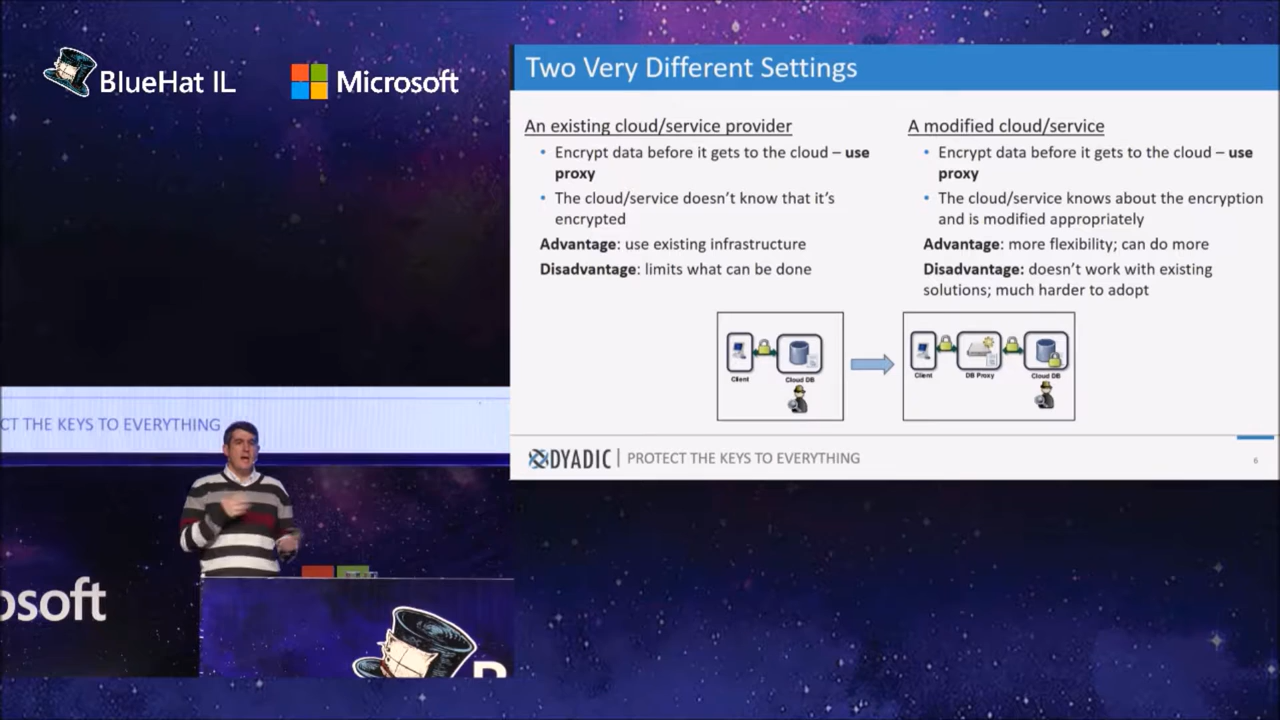 BlueHat IL
Microsoft
Two Very Different Settings
An existing cloud/service provider
• Encrypt data before it gets to the cloud – use
proxy
• The cloud/service doesn't know that it's
encrypted
Advantage: use existing infrastructure
Disadvantage: limits what can be done
A modified cloud/service
• Encrypt data before it gets to the cloud – use
proxy
• The cloud/service knows about the encryption
and is modified appropriately
Advantage: more flexibility; can do more
Disadvantage: doesn't work with existing
solutions; much harder to adopt
Client
Cloud DB
Client
DB Proxy
Cloud DB
DYADIC | PROTECT THE KEYS TO EVERYTHING
6
CT THE KEYS TO EVERYTHING
osoft